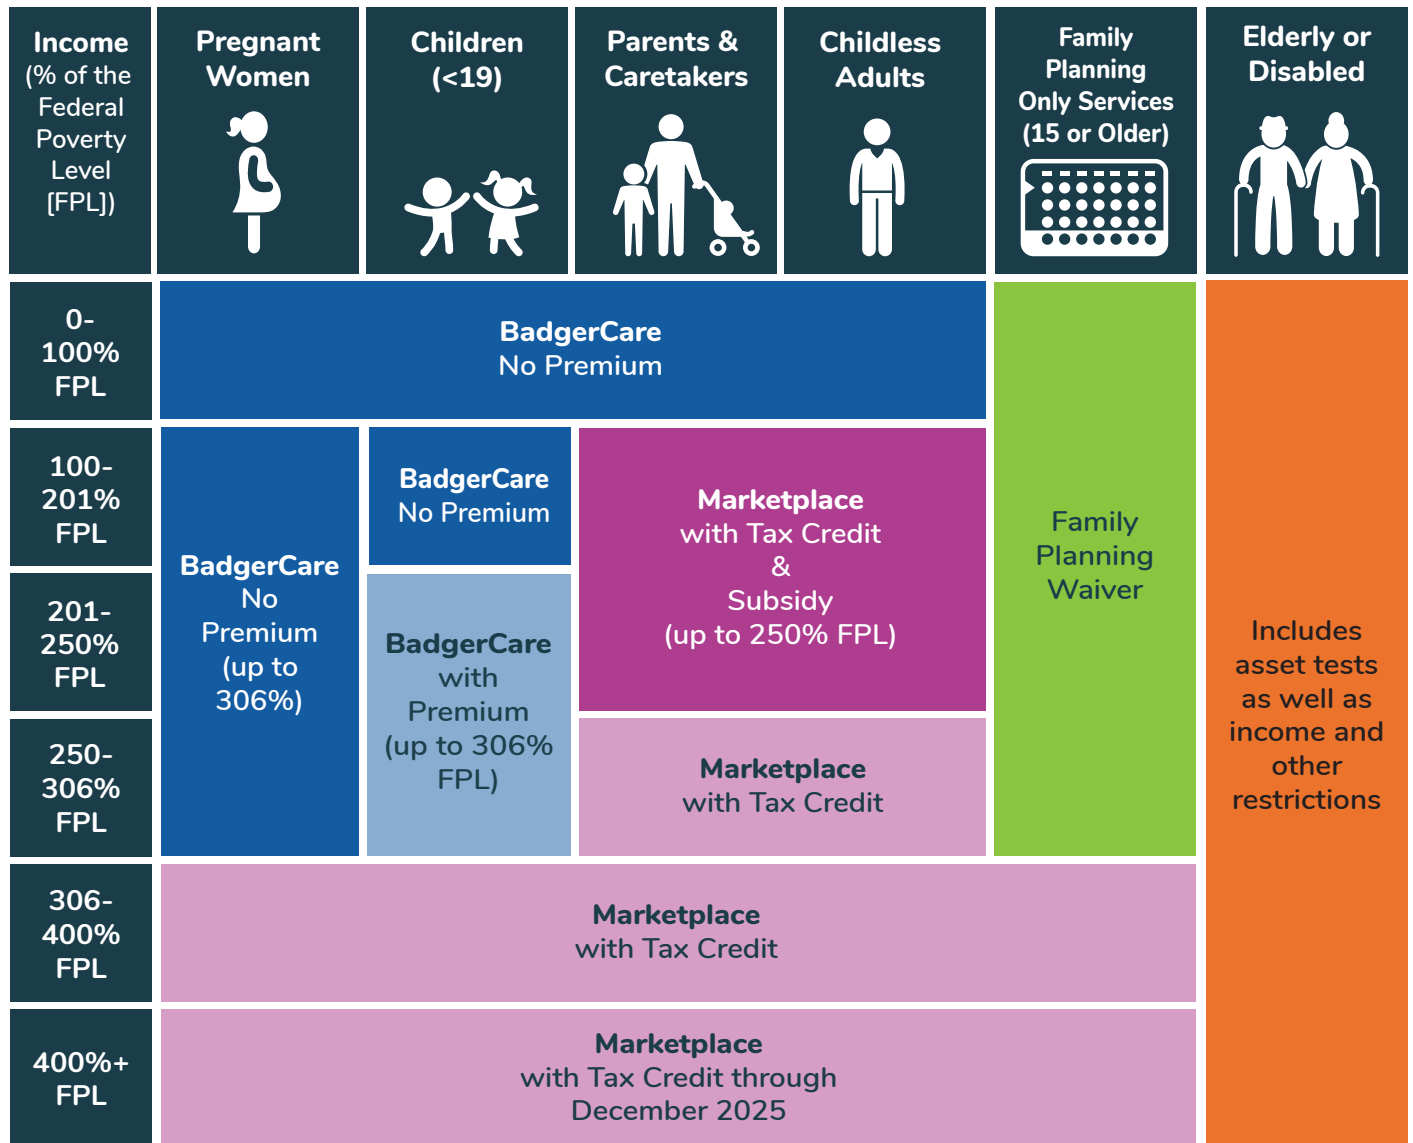 Income
(% of the
Federal
Poverty
Level
[FPL])
Pregnant
Women
Children
(<19)
Parents &
Caretakers
Childless
Adults
Family
Planning
Only Services
(15 or Older)
Elderly or
Disabled
0-
100%
FPL
BadgerCare
No Premium
100-
201%
FPL
201-
250%
FPL
250-
306%
FPL
BadgerCare
No
Premium
(up to
306%)
BadgerCare
No Premium
BadgerCare
with
Premium
(up to 306%
FPL)
Marketplace
with Tax Credit
&
Subsidy
(up to 250% FPL)
Marketplace
with Tax Credit
Family
Planning
Waiver
Includes
asset tests
as well as
income and
other
restrictions
306-
400%
FPL
Marketplace
with Tax Credit
400%+
FPL
Marketplace
with Tax Credit through
December 2025